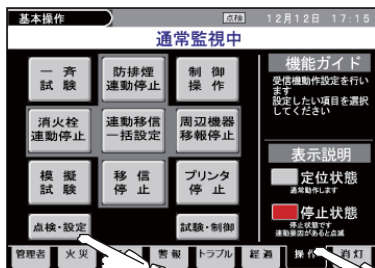 基本操作
点検
12月12日 17:15
通常監視中
一斉
試験
防排煙
連動停止
制御
操作
消火栓
連動停止
連動移信
一括設定
周辺機器
移報停止
模擬
試験
移信
停止
プリンタ
停止
点検・設定
試験・制御
機能ガイド
受信機動作設定を行い
ます
設定したい項目を選択
してください
表示説明
定位状態
通常動作します
停止状態
停止状態です
連動要因があると点滅
管理者
火災
警報
トラブル
経過
操作
消灯